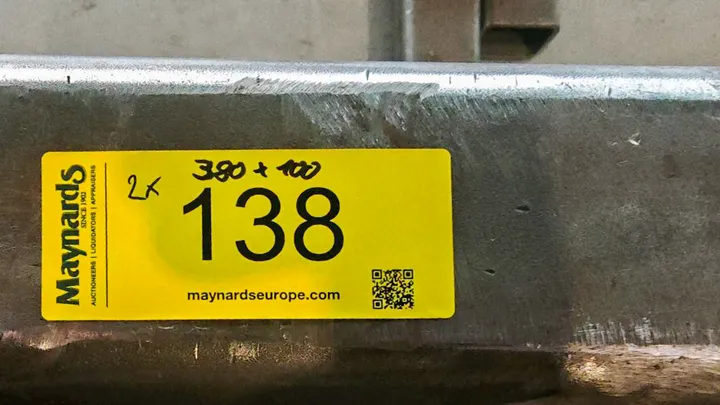 Maynards
SINCE 1902
AUCTIONEERS | LIQUIDATORS | APPRAISERS
2x
380 + 100
138
maynardseurope.com